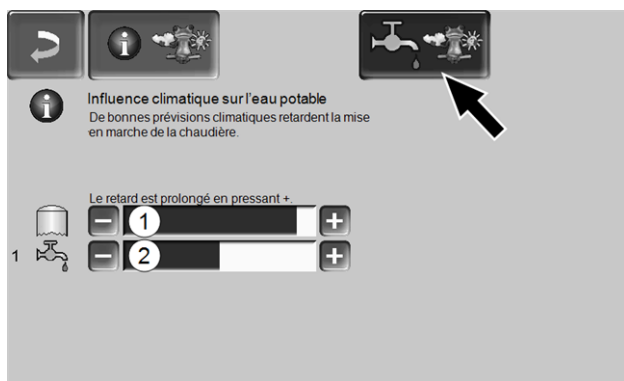 Influence climatique sur l'eau potable
De bonnes prévisions climatiques retardent la mise
en marche de la chaudière.
Le retard est prolongé en pressant +.
1
1 2